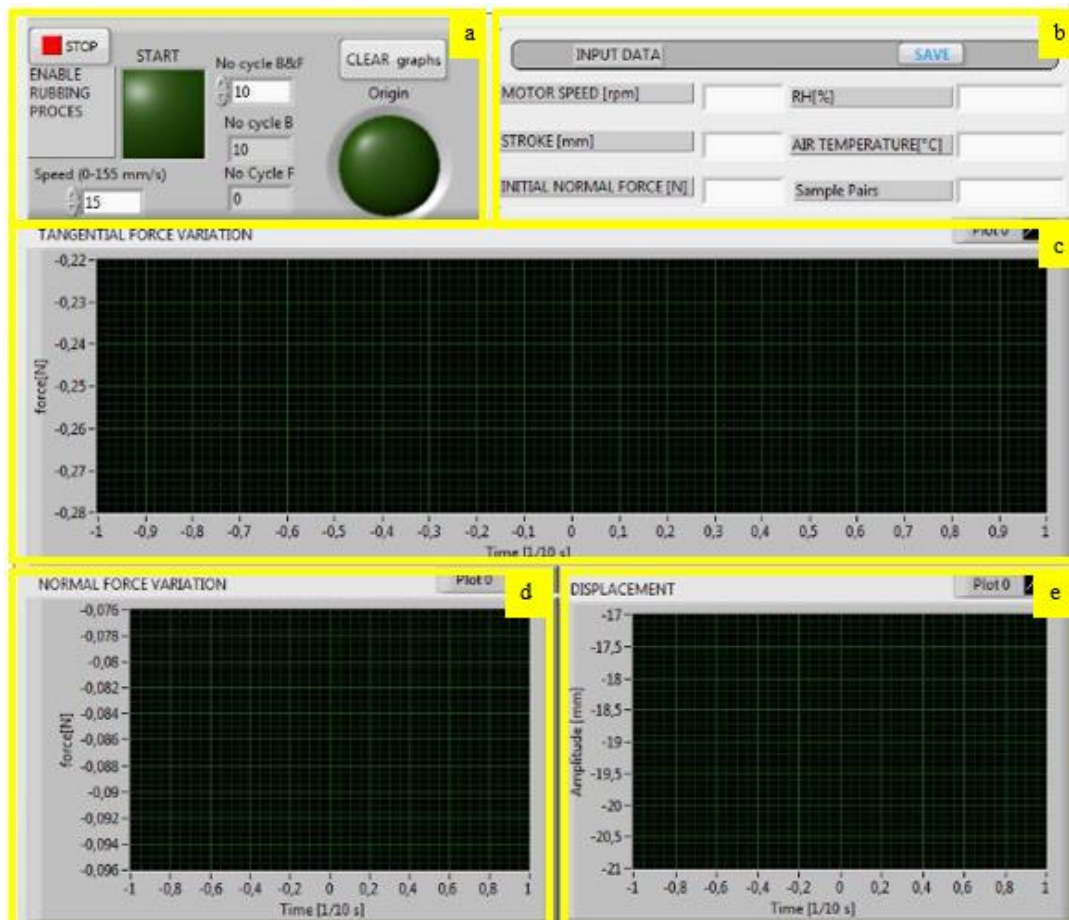 a
STOP
START
ENABLE
RUBBING
PROCES
No cycle B&F
10
CLEAR graphs
Origin
No cycle B
10
Speed (0-155 mm/s)
15
No Cycle F
0
b
INPUT DATA
SAVE
MOTOR SPEED [rpm]
RH[%]
STROKE [mm]
AIR TEMPERATURE[°C]
INITIAL NORMAL FORCE [N]
Sample Pairs
TANGENTIAL FORCE VARIATION
Plot 0
c
force[N]
-0,22
-0,23
-0,24
-0,25
-0,26
-0,27
-0,28
-1 -0,9 -0,8 -0,7 -0,6 -0,5 -0,4 -0,3 -0,2 -0,1 0 0,1 0,2 0,3 0,4 0,5 0,6 0,7 0,8 0,9 1
Time [1/10 s]
NORMAL FORCE VARIATION
Plot 0
d
force[N]
-0,076
-0,078
-0,08
-0,082
-0,084
-0,086
-0,088
-0,09
-0,092
-0,094
-0,096
-1 -0,8 -0,6 -0,4 -0,2 0 0,2 0,4 0,6 0,8 1
Time [1/10 s]
DISPLACEMENT
Plot 0
e
Amplitude [mm]
-17
-17,5
-18
-18,5
-19
-19,5
-20
-20,5
-21
-1 -0,8 -0,6 -0,4 -0,2 0 0,2 0,4 0,6 0,8 1
Time [1/10 s]